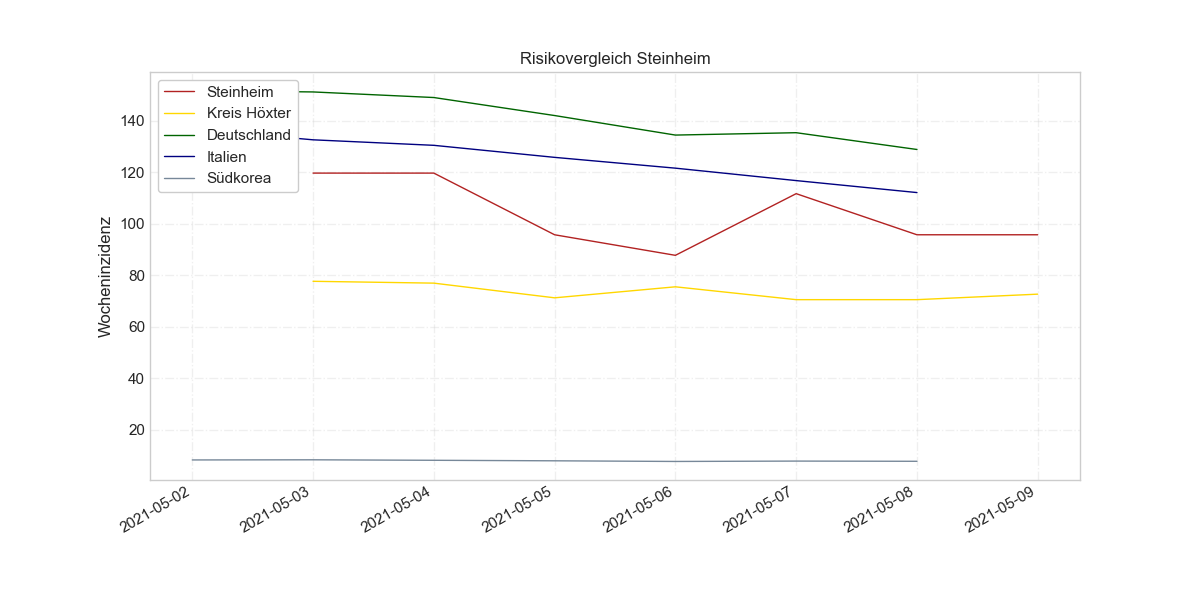 Risikovergleich Steinheim
Steinheim
Kreis Höxter
Deutschland
Italien
Südkorea
Wocheninzidenz
140
120
100
80
60
40
20
2021-05-02
2021-05-03
2021-05-04
2021-05-05
2021-05-06
2021-05-07
2021-05-08
2021-05-09